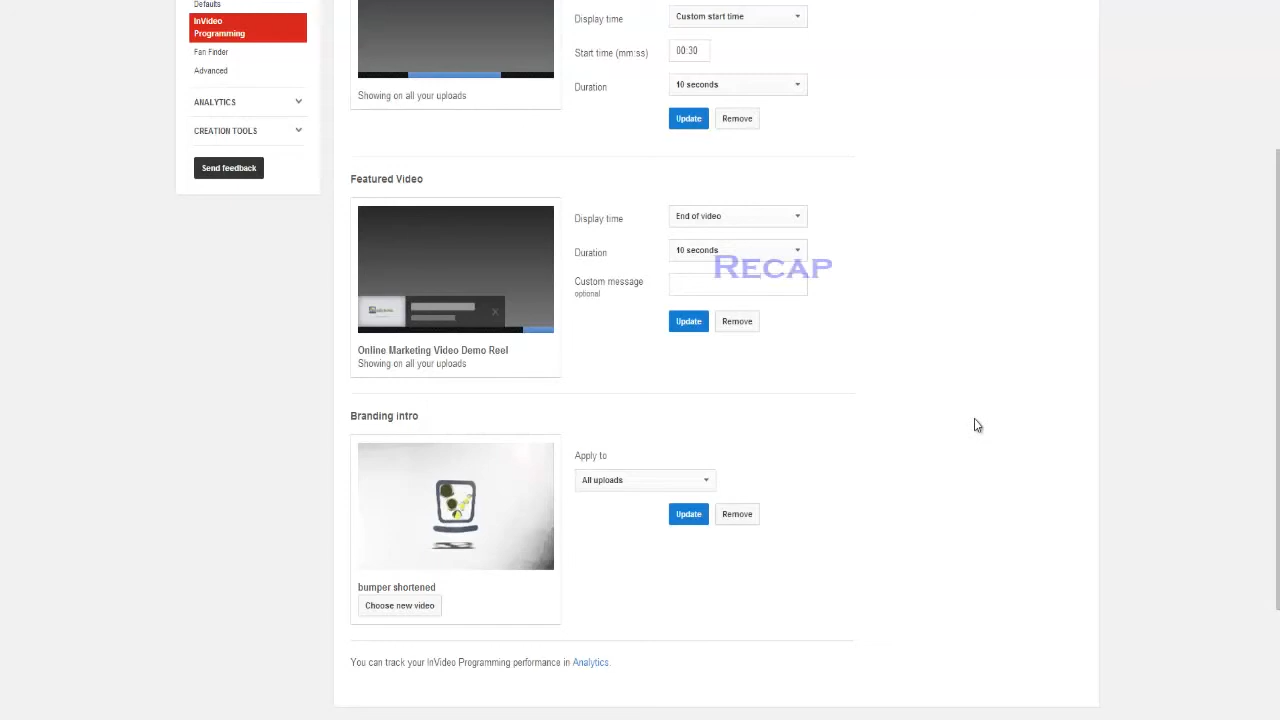 Defaults
InVideo
Programming
Fan Finder
Advanced
ANALYTICS
CREATION TOOLS
Send feedback
Display time
Custom start time
Start time (mm:ss)
00:30
Duration
10 seconds
Showing on all your uploads
Update
Remove
Featured Video
Display time
End of video
Duration
10 seconds
Recap
Custom message
optional
Update
Remove
X
Online Marketing Video Demo Reel
Showing on all your uploads
Branding intro
Apply to
All uploads
Update
Remove
bumper shortened
Choose new video
You can track your InVideo Programming performance in Analytics.